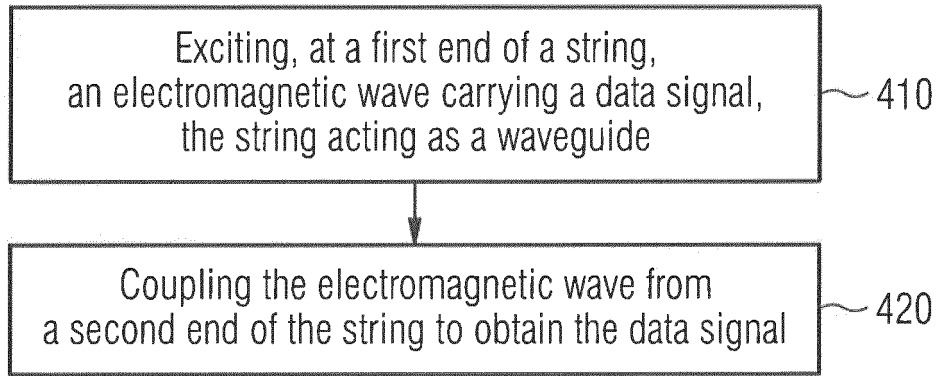 Exciting, at a first end of a string,
an electromagnetic wave carrying a data signal,
the string acting as a waveguide
410
Coupling the electromagnetic wave from
a second end of the string to obtain the data signal
420